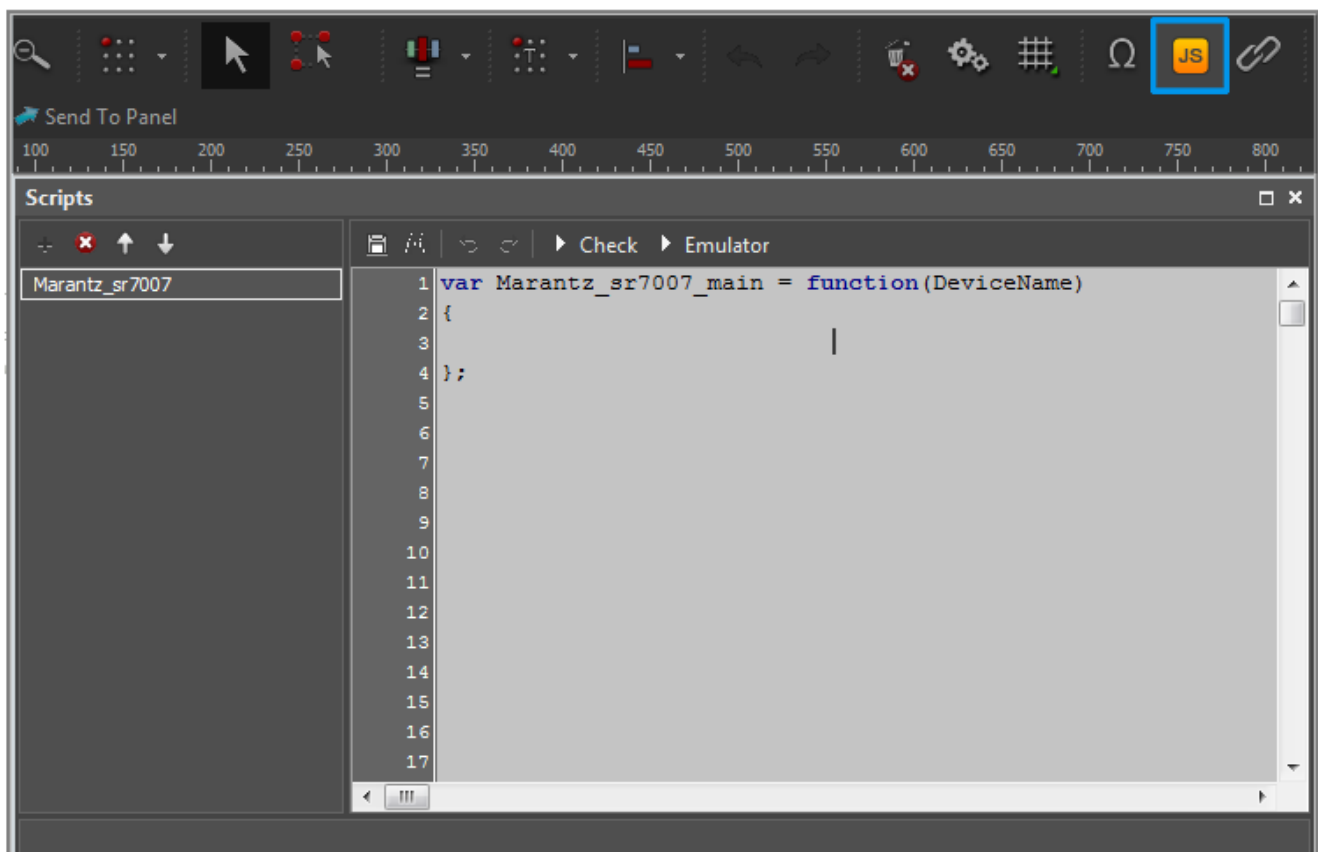 T
Ω
JS
Send To Panel
100 150 200 250 300 350 400 450 500 550 600 650 700 750 800
Scripts
Check Emulator
Marantz_sr7007
1 var Marantz_sr7007_main = function(DeviceName)
2 {
3
4 };
5
6
7
8
9
10
11
12
13
14
15
16
17